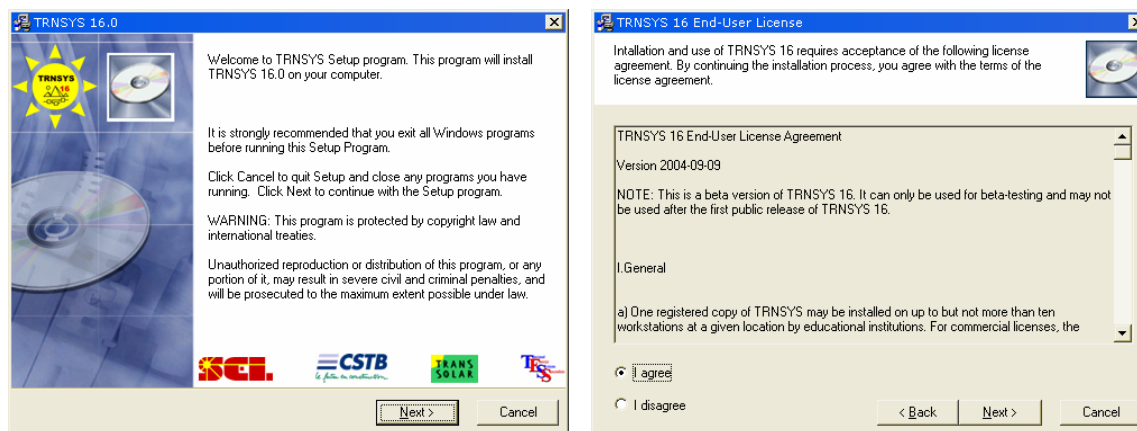 TRNSYS 16.0
TRNSYS
16
Welcome to TRNSYS Setup program. This program will install
TRNSYS 16.0 on your computer.
It is strongly recommended that you exit all Windows programs
before running this Setup Program.
Click Cancel to quit Setup and close any programs you have
running. Click Next to continue with the Setup program.
WARNING: This program is protected by copyright law and
international treaties.
Unauthorized reproduction or distribution of this program, or any
portion of it, may result in severe civil and criminal penalties, and
will be prosecuted to the maximum extent possible under law.
SEL
CSTB
le futur en construction
TRANS
SOLAR
TESS
Next >
Cancel
TRNSYS 16 End-User License
Intallation and use of TRNSYS 16 requires acceptance of the following license
agreement. By continuing the installation process, you agree with the terms of the
license agreement.
TRNSYS 16 End-User License Agreement
Version 2004-09-09
NOTE: This is a beta version of TRNSYS 16. It can only be used for beta-testing and may not
be used after the first public release of TRNSYS 16.
I.General
a) One registered copy of TRNSYS may be installed on up to but not more than ten
workstations at a given location by educational institutions. For commercial licenses, the
I agree
I disagree
< Back
Next >
Cancel